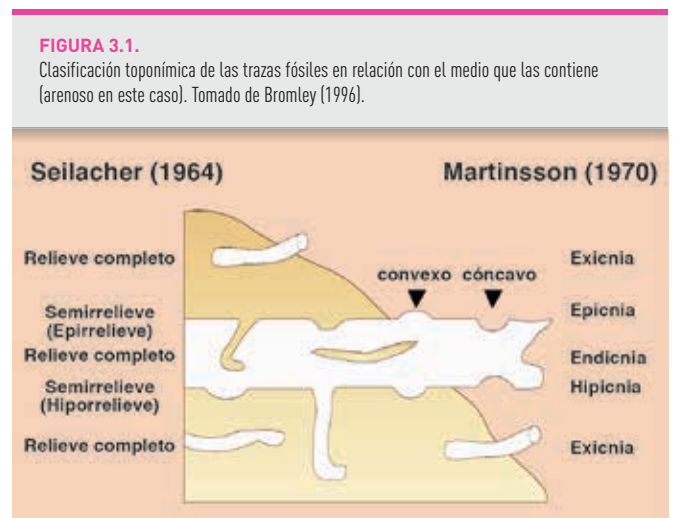 FIGURA 3.1.
Clasificación toponímica de las trazas fósiles en relación con el medio que las contiene
(arenoso en este caso). Tomado de Bromley (1996).
Seilacher (1964)
Martinsson (1970)
Relieve completo
convexo cóncavo
Exicnia
Semirrelieve
(Epirrelieve)
Epicnia
Relieve completo
Endicnia
Semirrelieve
(Hiporrelieve)
Hipicnia
Relieve completo
Exicnia